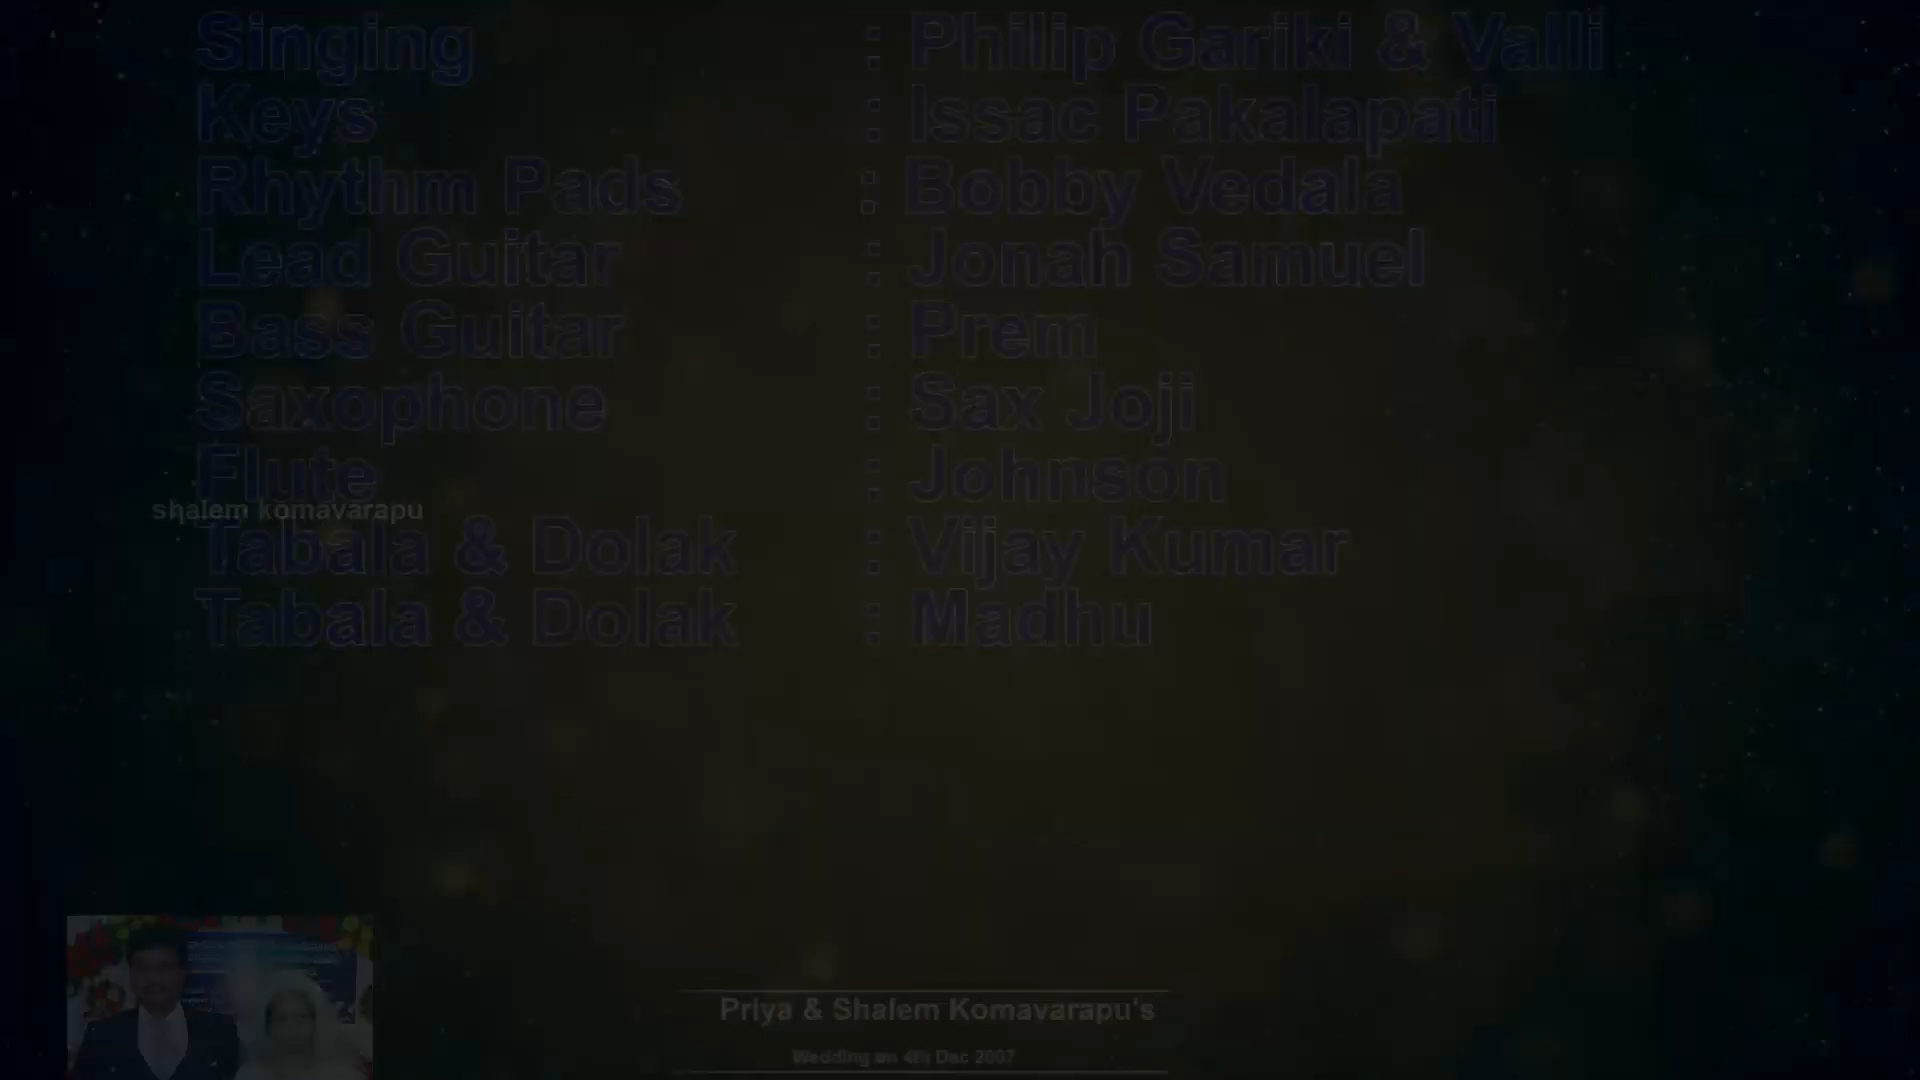 Singing : Philip Gariki & Valli
Keys : Issac Pakalapati
Rhythm Pads : Bobby Vedala
Lead Guitar : Jonah Samuel
Bass Guitar : Prem
Saxophone : Sax Joji
Flute : Johnson
shalem komavarapu
Tabala & Dolak : Vijay Kumar
Tabala & Dolak : Madhu
Priya & Shalem Komavarapu's
Wedding on 4th Dec 2007